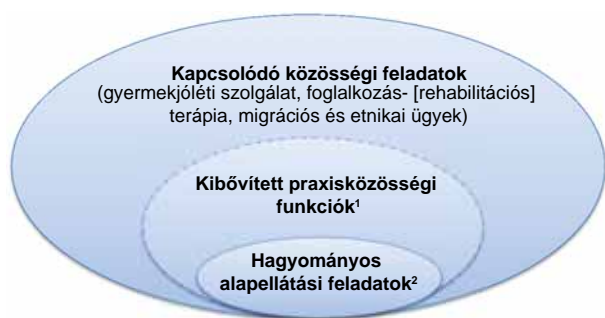 Kapcsolódó közösségi feladatok
(gyermekjóléti szolgálat, foglalkozás- [rehabilitációs]
terápia, migrációs és etnikai ügyek)
Kibővített praxisközösségi
funkciók¹
Hagyományos
alapellátási feladatok²